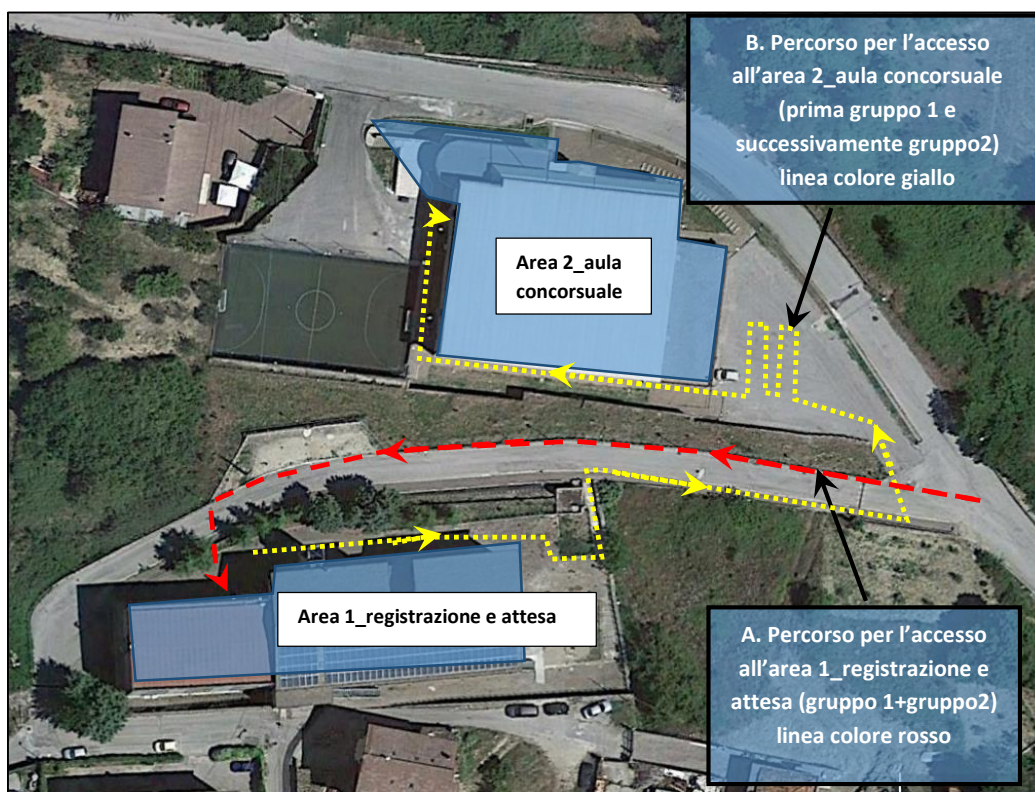 B. Percorso per l’accesso
all’area 2_aula concorsuale
(prima gruppo 1 e
successivamente gruppo2)
linea colore giallo
Area 2_aula
concorsuale
Area 1_registrazione e attesa
A. Percorso per l’accesso
all’area 1_registrazione e
attesa (gruppo 1+gruppo2)
linea colore rosso